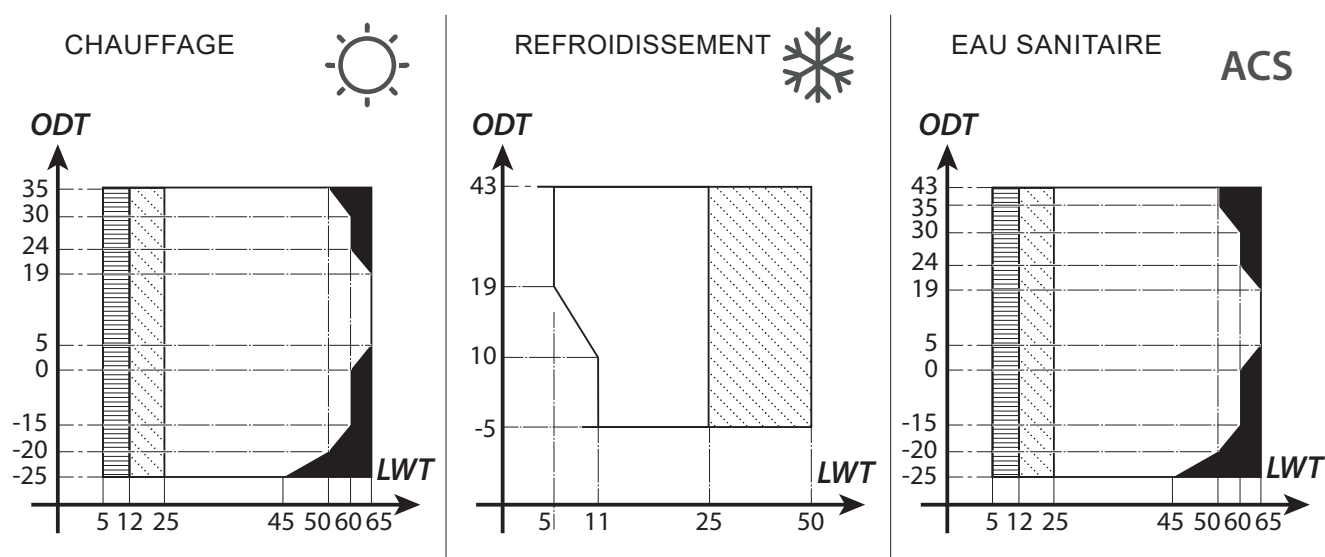 CHAUFFAGE
ODT
35
30
24
19
5
0
-15
-20
-25
LWT
5 12 25 45 50 60 65
REFROIDISSEMENT
ODT
43
19
10
-5
LWT
5 11 25 50
EAU SANITAIRE
ACS
ODT
43
35
30
24
19
5
0
-15
-20
-25
LWT
5 12 25 45 50 60 65